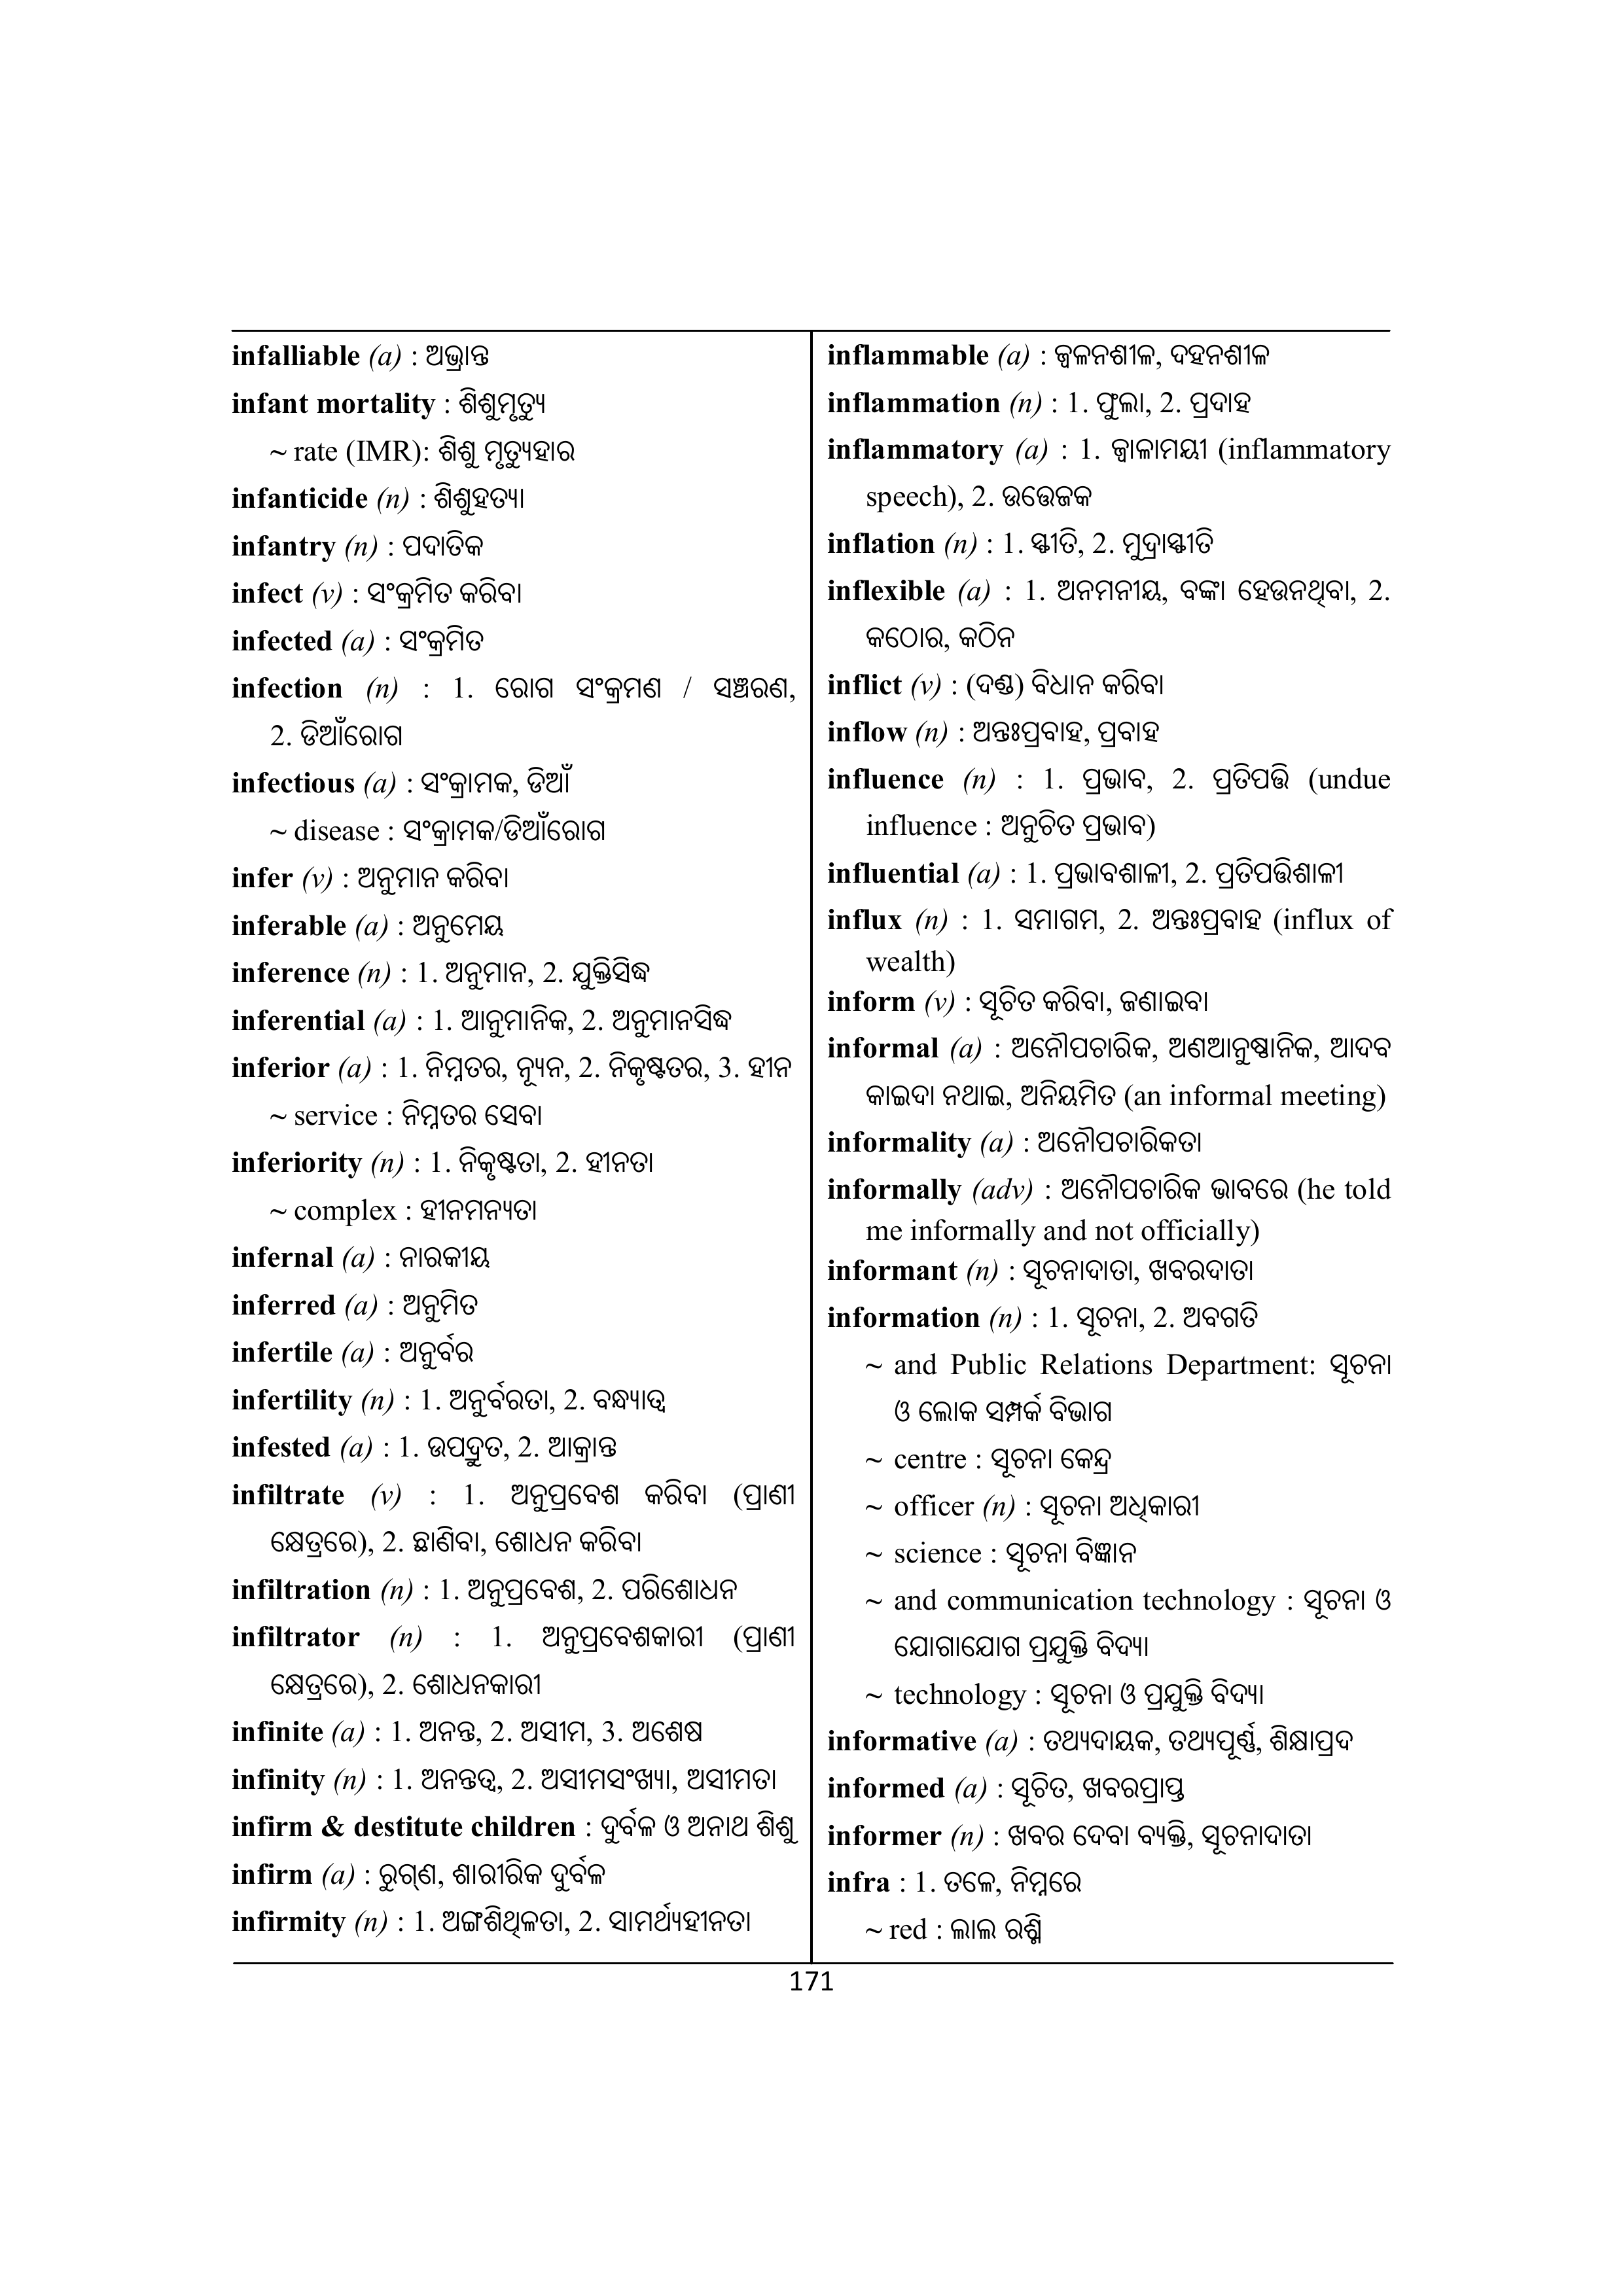 infalliable (a) : ଅଭ୍ରାନ୍ତ
infant mortality : ଶିଶୁମୃତ୍ୟୁ
~ rate (IMR): ଶିଶୁ ମୃତ୍ୟୁହାର
infanticide (n) : ଶିଶୁହତ୍ୟା
infantry (n) : ପଦାତିକ
infect (v) : ସଂକ୍ରମିତ କରିବା
infected (a) : ସଂକ୍ରମିତ
infection (n) : 1. ରୋଗ ସଂକ୍ରମଣ / ସଞ୍ଚରଣ,
2. ଡିଆଁରୋଗ
infectious (a) : ସଂକ୍ରାମକ, ଡିଆଁ
~ disease : ସଂକ୍ରାମକ/ଡିଆଁରୋଗ
infer (v) : ଅନୁମାନ କରିବା
inferable (a) : ଅନୁମେୟ
inference (n) : 1. ଅନୁମାନ, 2. ଯୁକ୍ତିସିଦ୍ଧ
inferential (a) : 1. ଆନୁମାନିକ, 2. ଅନୁମାନସିଦ୍ଧ
inferior (a) : 1. ନିମ୍ନତର, ନ୍ୟୂନ, 2. ନିକୃଷ୍ଟତର, 3. ହୀନ
~ service : ନିମ୍ନତର ସେବା
inferiority (n) : 1. ନିକୃଷ୍ଟତା, 2. ହୀନତା
~ complex : ହୀନମନ୍ୟତା
infernal (a) : ନାରକୀୟ
inferred (a) : ଅନୁମିତ
infertile (a) : ଅନୁର୍ବର
infertility (n) : 1. ଅନୁର୍ବରତା, 2. ବନ୍ଧ୍ୟାତ୍ୱ
infested (a) : 1. ଉପଦ୍ରୁତ, 2. ଆକ୍ରାନ୍ତ
infiltrate (v) : 1. ଅନୁପ୍ରବେଶ କରିବା (ପ୍ରାଣୀ
କ୍ଷେତ୍ରରେ), 2. ଛାଣିବା, ଶୋଧନ କରିବା
infiltration (n) : 1. ଅନୁପ୍ରବେଶ, 2. ପରିଶୋଧନ
infiltrator (n) : 1. ଅନୁପ୍ରବେଶକାରୀ (ପ୍ରାଣୀ
କ୍ଷେତ୍ରରେ), 2. ଶୋଧନକାରୀ
infinite (a) : 1. ଅନନ୍ତ, 2. ଅସୀମ, 3. ଅଶେଷ
infinity (n) : 1. ଅନନ୍ତତ୍ୱ, 2. ଅସୀମସଂଖ୍ୟା, ଅସୀମତା
infirm & destitute children : ଦୁର୍ବଳ ଓ ଅନାଥ ଶିଶୁ
infirm (a) : ରୁଗ୍‌ଣ, ଶାରୀରିକ ଦୁର୍ବଳ
infirmity (n) : 1. ଅଙ୍ଗଶିଥିଳତା, 2. ସାମର୍ଥ୍ୟହୀନତା
inflammable (a) : ଜ୍ୱଳନଶୀଳ, ଦହନଶୀଳ
inflammation (n) : 1. ଫୁଲା, 2. ପ୍ରଦାହ
inflammatory (a) : 1. ଜ୍ୱାଳାମୟୀ (inflammatory
speech), 2. ଉତ୍ତେଜକ
inflation (n) : 1. ସ୍ଫୀତି, 2. ମୁଦ୍ରାସ୍ଫୀତି
inflexible (a) : 1. ଅନମନୀୟ, ବଙ୍କା ହେଉନଥିବା, 2.
କଠୋର, କଠିନ
inflict (v) : (ଦଣ୍ଡ) ବିଧାନ କରିବା
inflow (n) : ଅନ୍ତଃପ୍ରବାହ, ପ୍ରବାହ
influence (n) : 1. ପ୍ରଭାବ, 2. ପ୍ରତିପତ୍ତି (undue
influence : ଅନୁଚିତ ପ୍ରଭାବ)
influential (a) : 1. ପ୍ରଭାବଶାଳୀ, 2. ପ୍ରତିପତ୍ତିଶାଳୀ
influx (n) : 1. ସମାଗମ, 2. ଅନ୍ତଃପ୍ରବାହ (influx of
wealth)
inform (v) : ସୂଚିତ କରିବା, ଜଣାଇବା
informal (a) : ଅନୌପଚାରିକ, ଅଣଆନୁଷ୍ଠାନିକ, ଆଦବ
କାଇଦା ନଥାଇ, ଅନିୟମିତ (an informal meeting)
informality (a) : ଅନୌପଚାରିକତା
informally (adv) : ଅନୌପଚାରିକ ଭାବରେ (he told
me informally and not officially)
informant (n) : ସୂଚନାଦାତା, ଖବରଦାତା
information (n) : 1. ସୂଚନା, 2. ଅବଗତି
~ and Public Relations Department: ସୂଚନା
ଓ ଲୋକ ସମ୍ପର୍କ ବିଭାଗ
~ centre : ସୂଚନା କେନ୍ଦ୍ର
~ officer (n) : ସୂଚନା ଅଧିକାରୀ
~ science : ସୂଚନା ବିଜ୍ଞାନ
~ and communication technology : ସୂଚନା ଓ
ଯୋଗାଯୋଗ ପ୍ରଯୁକ୍ତି ବିଦ୍ୟା
~ technology : ସୂଚନା ଓ ପ୍ରଯୁକ୍ତି ବିଦ୍ୟା
informative (a) : ତଥ୍ୟଦାୟକ, ତଥ୍ୟପୂର୍ଣ୍ଣ, ଶିକ୍ଷାପ୍ରଦ
informed (a) : ସୂଚିତ, ଖବରପ୍ରାପ୍ତ
informer (n) : ଖବର ଦେବା ବ୍ୟକ୍ତି, ସୂଚନାଦାତା
infra : 1. ତଳେ, ନିମ୍ନରେ
~ red : ଲାଲ ରଶ୍ମି
171